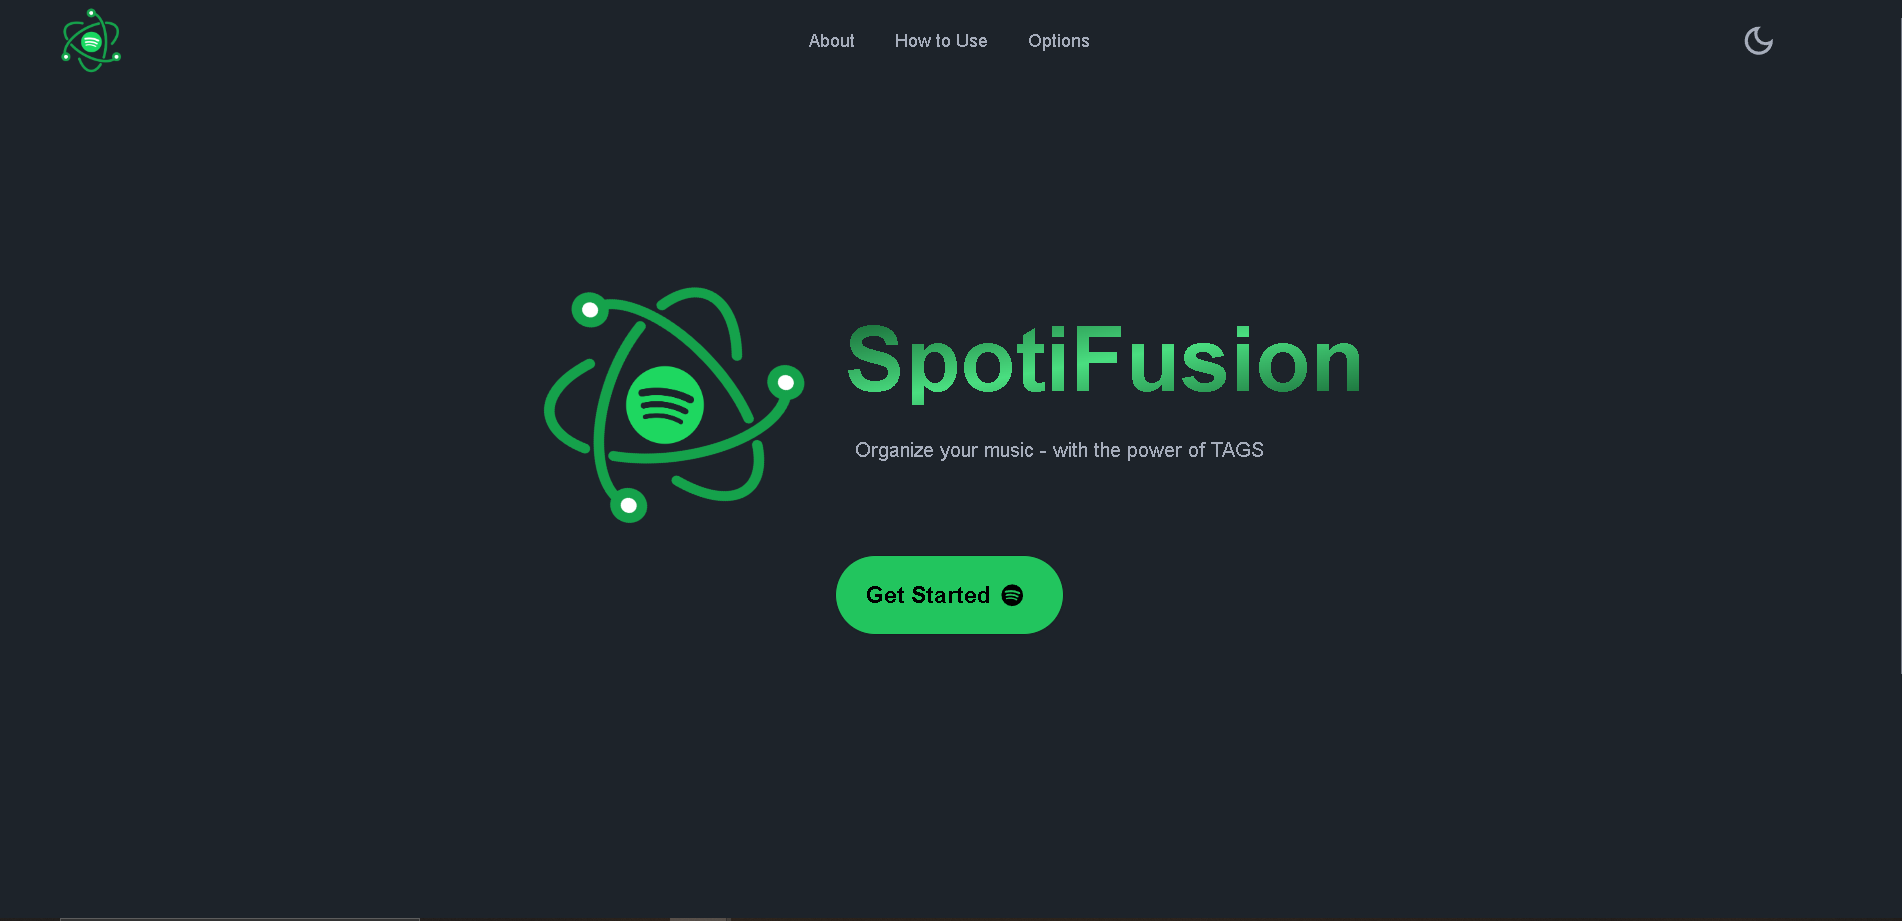 About
How to Use
Options
SpotiFusion
Organize your music - with the power of TAGS
Get Started